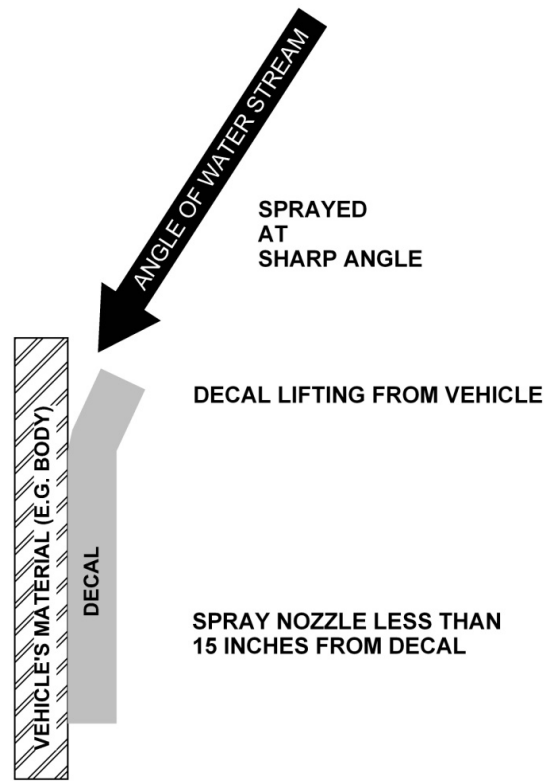 ANGLE OF WATER STREAM
SPRAYED
AT
SHARP ANGLE
DECAL LIFTING FROM VEHICLE
VEHICLE'S MATERIAL (E.G. BODY)
DECAL
SPRAY NOZZLE LESS THAN
15 INCHES FROM DECAL